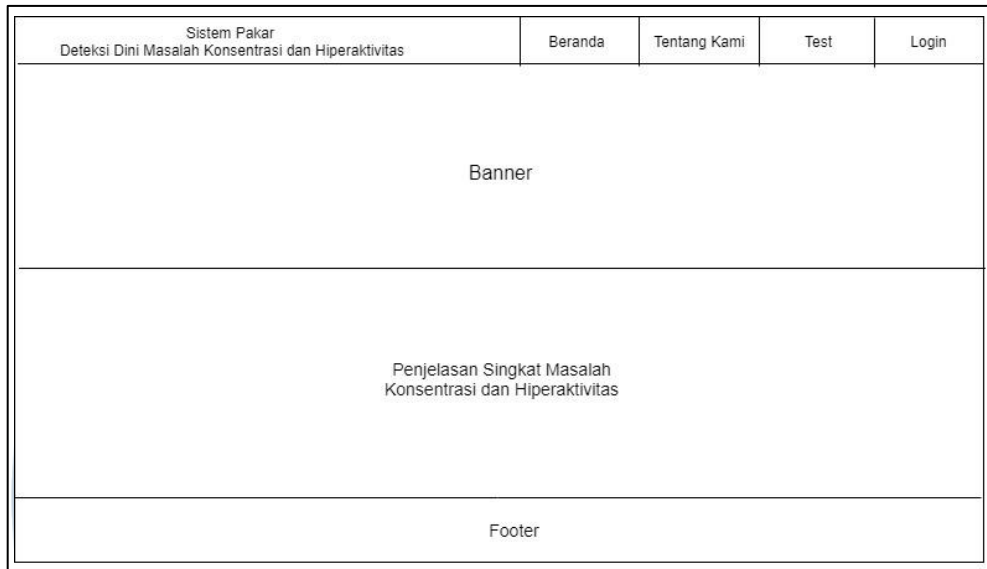 Sistem Pakar
Deteksi Dini Masalah Konsentrasi dan Hiperaktivitas
Beranda
Tentang Kami
Test
Login
Banner
Penjelasan Singkat Masalah
Konsentrasi dan Hiperaktivitas
Footer